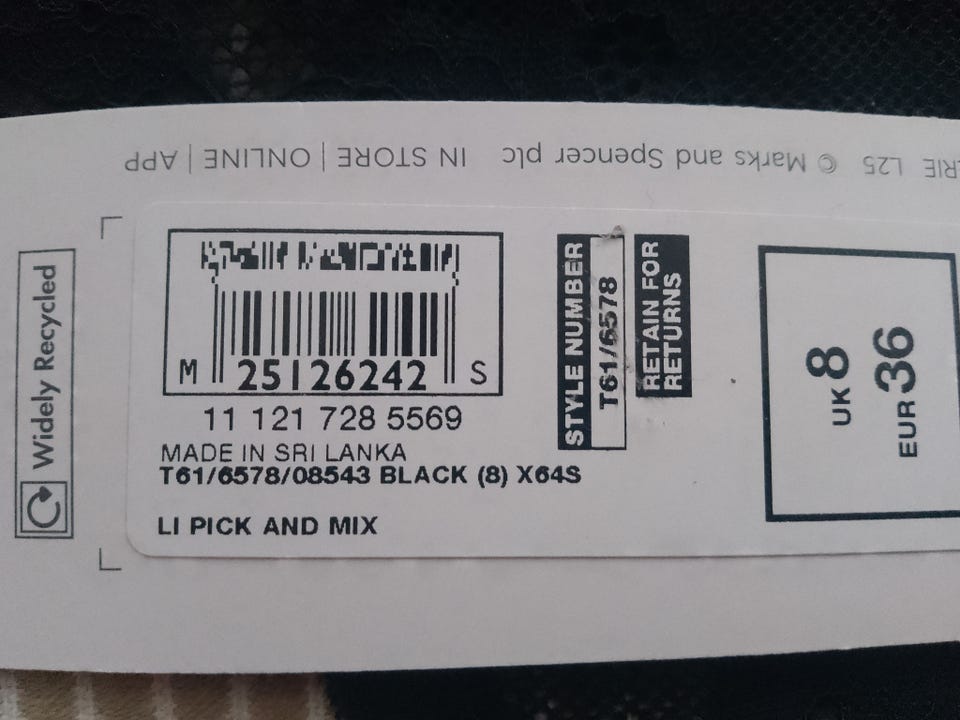 ERIE L25 © Marks and Spencer plc IN STORE | ONLINE | APP
Widely Recycled
M 25126242 S
11 121 728 5569
MADE IN SRI LANKA
T61/6578/08543 BLACK (8) X64S
LI PICK AND MIX
STYLE NUMBER
T61/6578
RETAIN FOR
RETURNS
UK 8
EUR 36